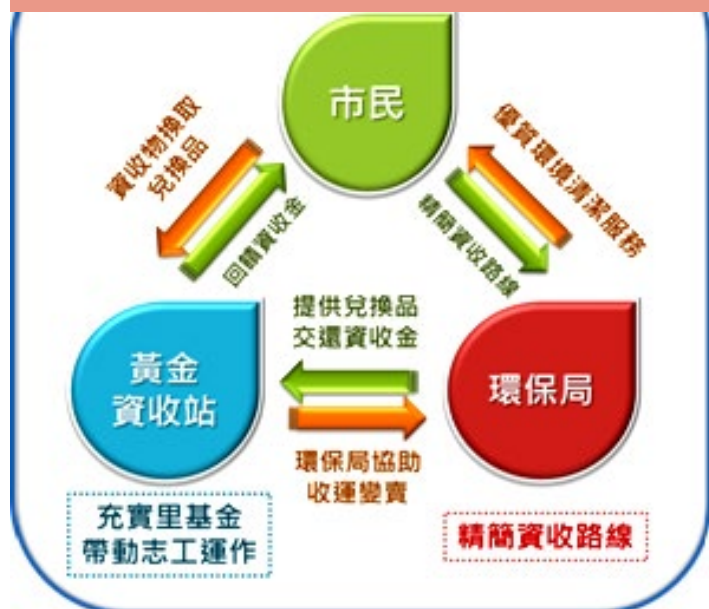 市民
資收物換取
兌換品
回饋資收金
優質環境清潔服務
精簡資收路線
提供兌換品
交還資收金
黃金
資收站
環保局
環保局協助
收運變賣
充實里基金
帶動志工運作
精簡資收路線